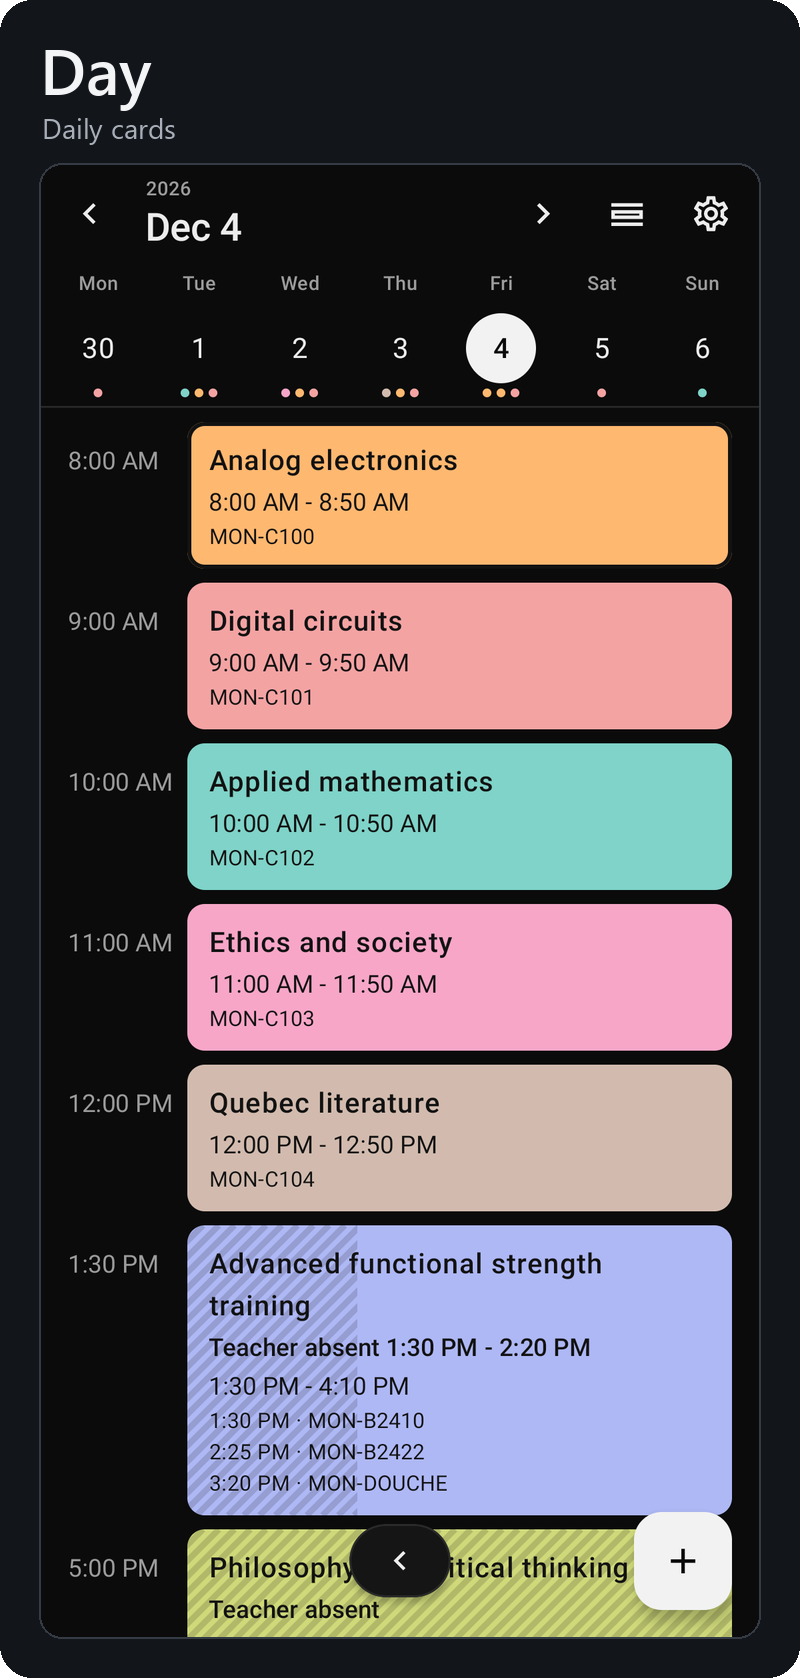 Day
Daily cards
2026
Dec 4
Mon Tue Wed Thu Fri Sat Sun
30 1 2 3 4 5 6
8:00 AM
Analog electronics
8:00 AM - 8:50 AM
MON-C100
9:00 AM
Digital circuits
9:00 AM - 9:50 AM
MON-C101
10:00 AM
Applied mathematics
10:00 AM - 10:50 AM
MON-C102
11:00 AM
Ethics and society
11:00 AM - 11:50 AM
MON-C103
12:00 PM
Quebec literature
12:00 PM - 12:50 PM
MON-C104
1:30 PM
Advanced functional strength
training
Teacher absent 1:30 PM - 2:20 PM
1:30 PM - 4:10 PM
1:30 PM · MON-B2410
2:25 PM · MON-B2422
3:20 PM · MON-DOUCHE
5:00 PM
Philosophy itical thinking
Teacher absent